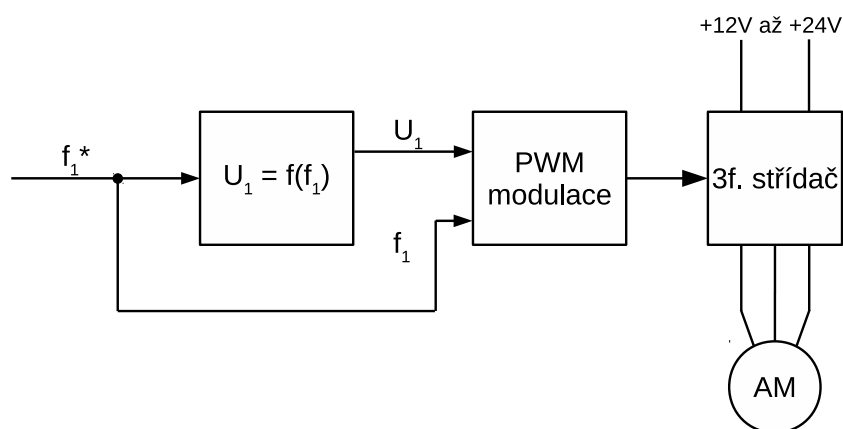 +12V až +24V
f1*
U1 = f(f1)
U1
f1
PWM
modulace
3f. střídač
AM